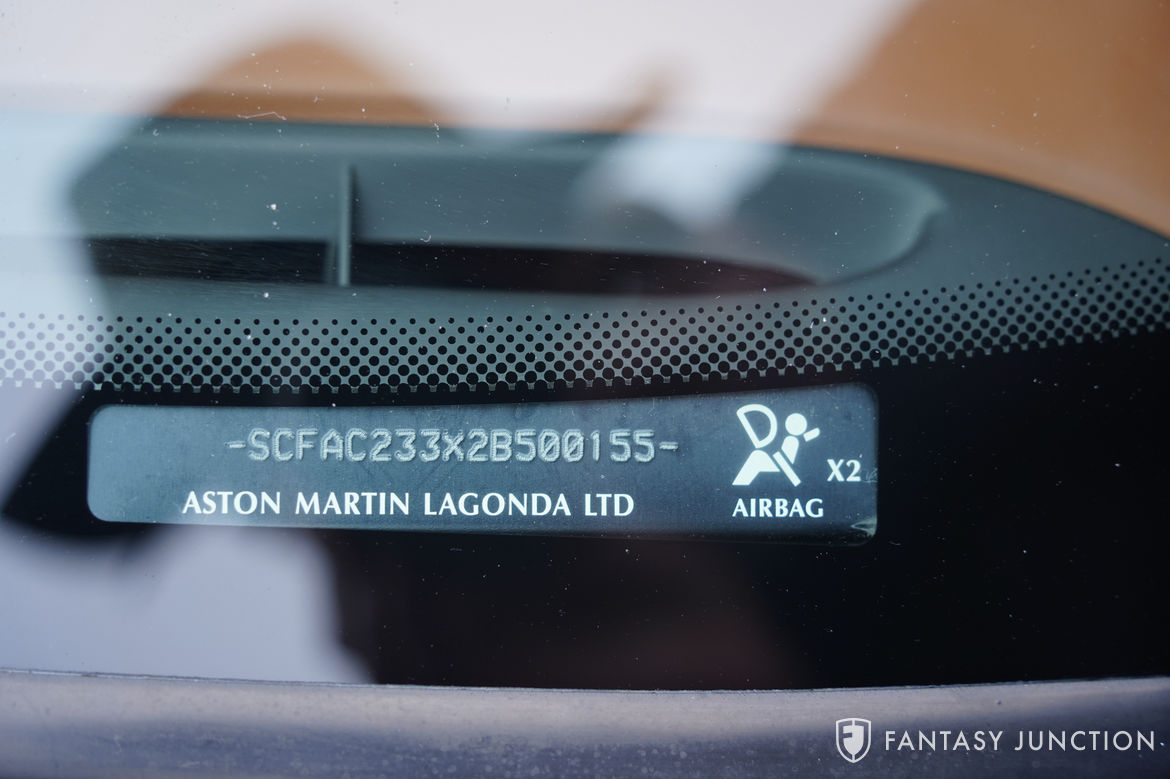 -SCFAC233X2B500155-
X2
ASTON MARTIN LAGONDA LTD
AIRBAG
FANTASY JUNCTION